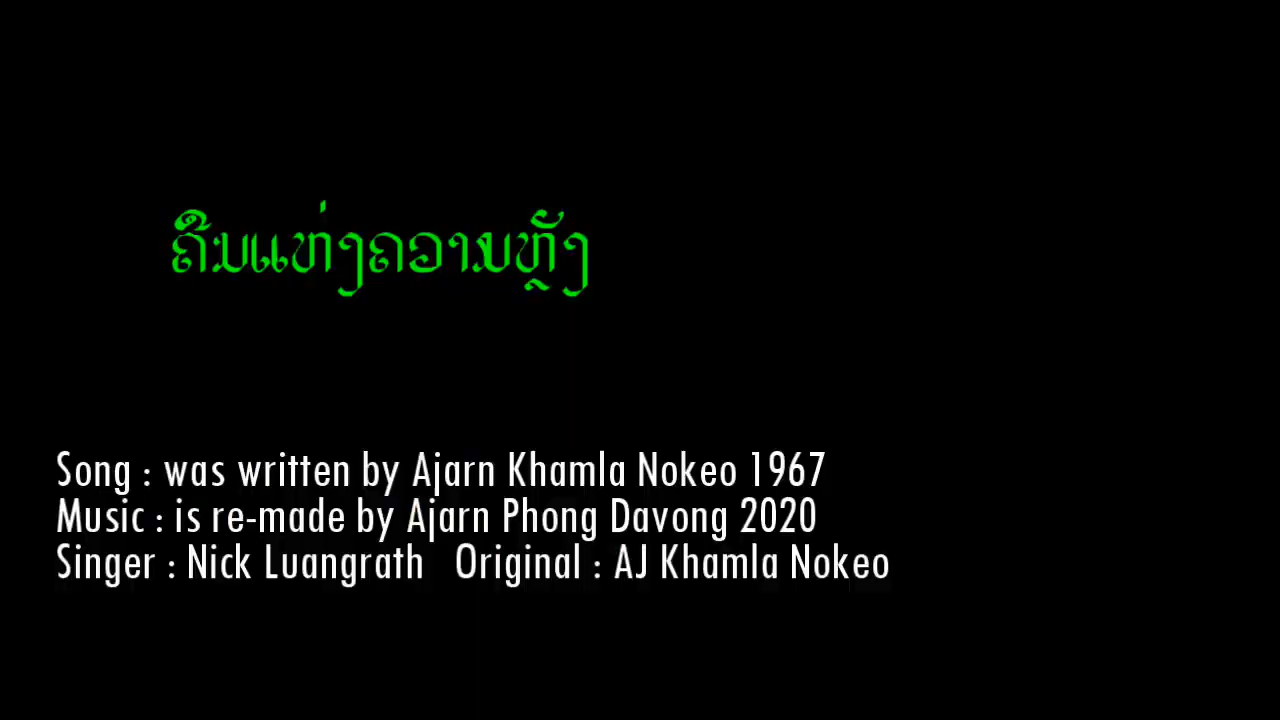 ຄືນແຫ່ງຄວາມຫຼັງ
Song : was written by Ajarn Khamla Nokeo 1967
Music : is re-made by Ajarn Phong Davong 2020
Singer : Nick Luangrath Original : AJ Khamla Nokeo